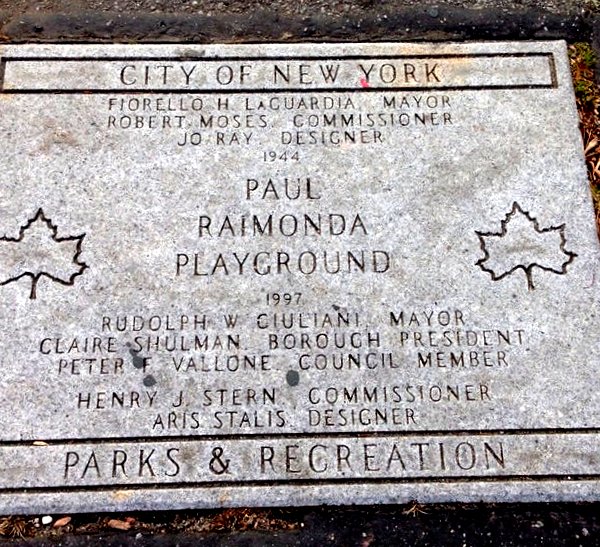 CITY OF NEW YORK
FIORELLO H LAGUARDIA, MAYOR
ROBERT MOSES, COMMISSIONER
JO RAY, DESIGNER
1944
PAUL
RAIMONDA
PLAYGROUND
1997
RUDOLPH W GIULIANI, MAYOR
CLAIRE SHULMAN, BOROUGH PRESIDENT
PETER F VALLONE, COUNCIL MEMBER
HENRY J. STERN, COMMISSIONER
ARIS STALIS, DESIGNER
PARKS & RECREATION